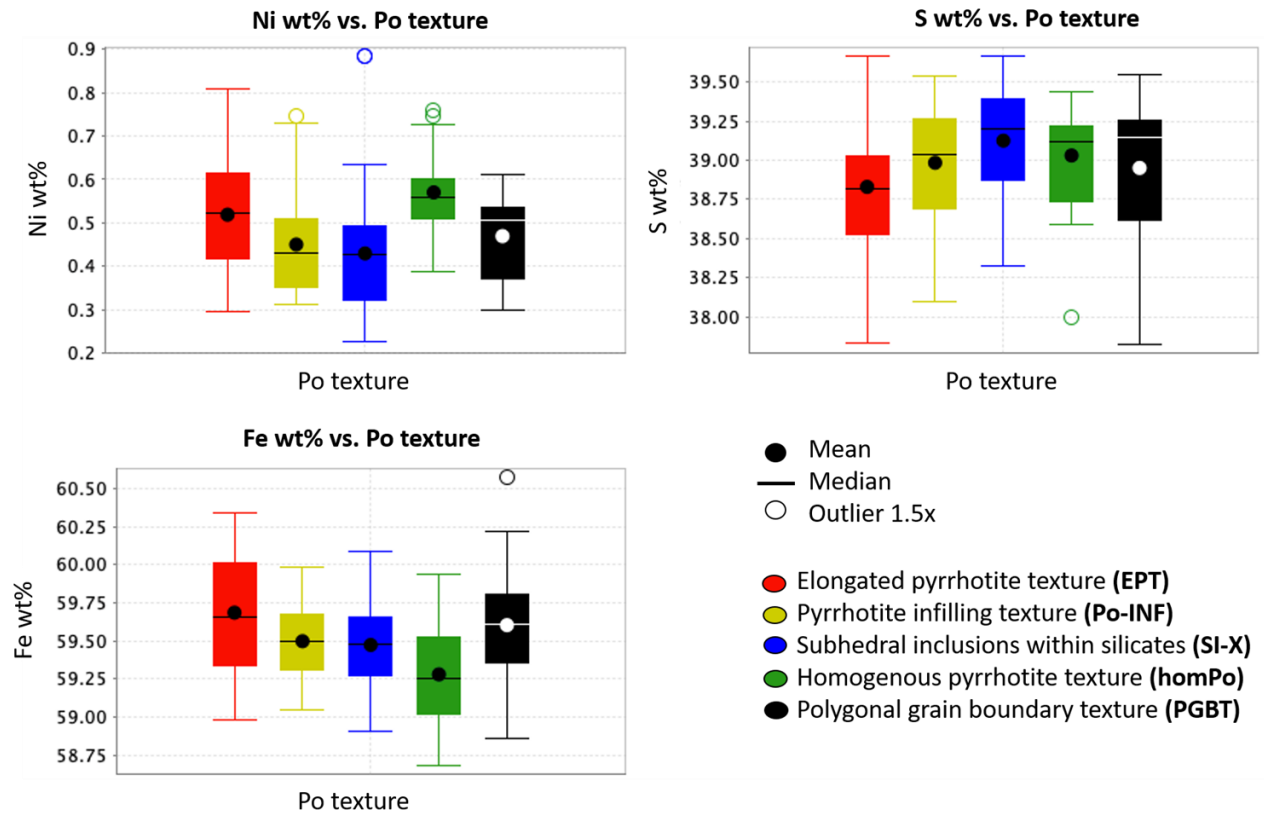 Ni wt% vs. Po texture
0.9
0.8
0.7
0.6
0.5
0.4
0.3
0.2
Ni wt%
Po texture
S wt% vs. Po texture
39.50
39.25
39.00
38.75
38.50
38.25
38.00
S wt%
Po texture
Fe wt% vs. Po texture
60.50
60.25
60.00
59.75
59.50
59.25
59.00
58.75
Fe wt%
Po texture
Mean
Median
Outlier 1.5x
Elongated pyrrhotite texture (EPT)
Pyrrhotite infilling texture (Po-INF)
Subhedral inclusions within silicates (SI-X)
Homogenous pyrrhotite texture (homPo)
Polygonal grain boundary texture (PGBT)